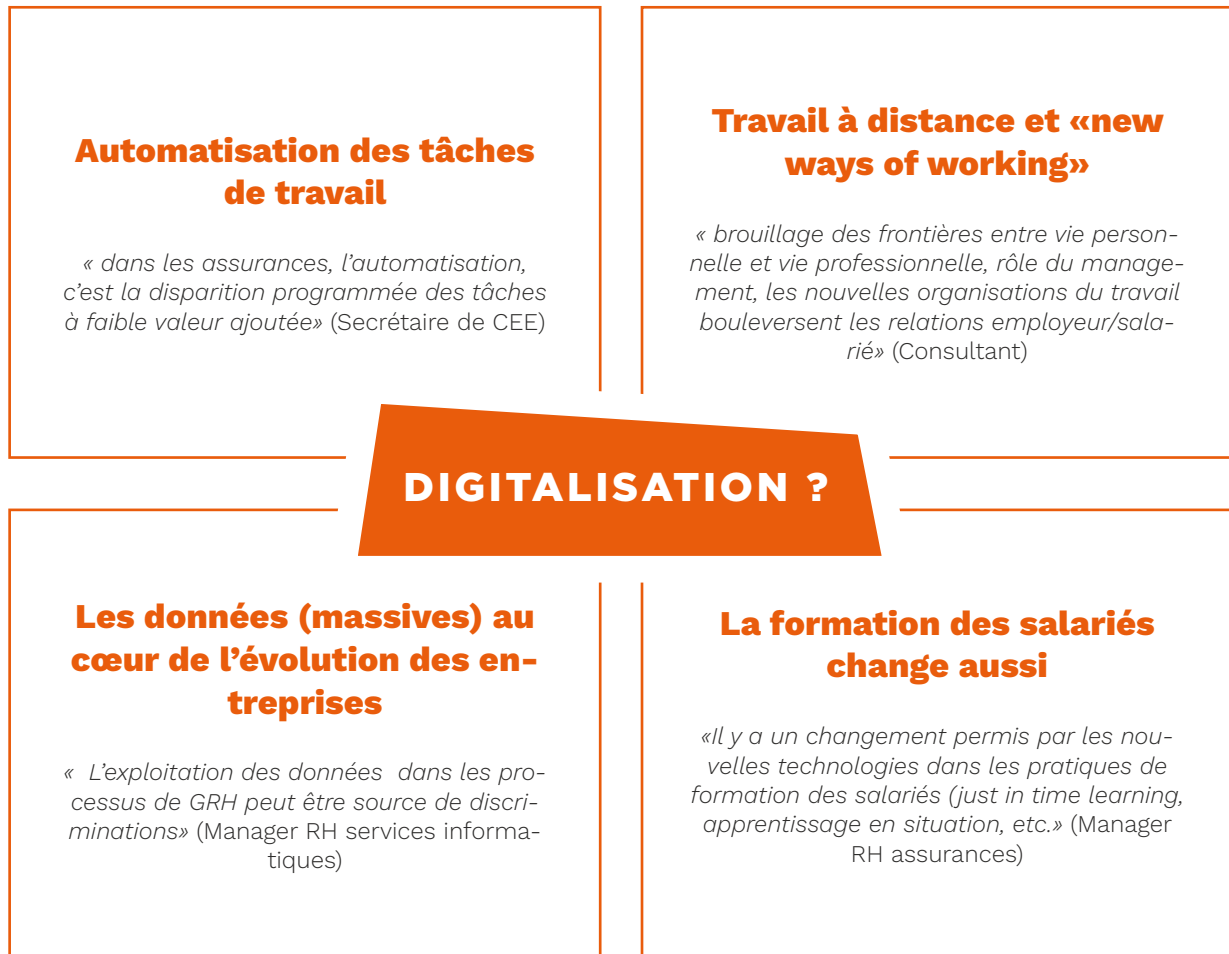 Automatisation des tâches
de travail
« dans les assurances, l’automatisation,
c’est la disparition programmée des tâches
à faible valeur ajoutée» (Secrétaire de CEE)
Travail à distance et «new
ways of working»
« brouillage des frontières entre vie person-
nelle et vie professionnelle, rôle du manage-
ment, les nouvelles organisations du travail
bouleversent les relations employeur/sala-
rié» (Consultant)
DIGITALISATION ?
Les données (massives) au
cœur de l’évolution des en-
treprises
«  L’exploitation des données  dans les pro-
cessus de GRH peut être source de discri-
minations» (Manager RH services informa-
tiques)
La formation des salariés
change aussi
«Il y a un changement permis par les nou-
velles technologies dans les pratiques de
formation des salariés (just in time learning,
apprentissage en situation, etc.» (Manager
RH assurances)